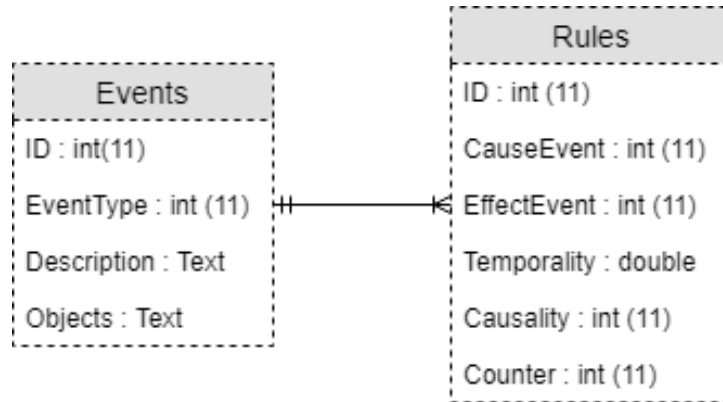 Events
ID : int(11)
EventType : int (11)
Description : Text
Objects : Text
Rules
ID : int (11)
CauseEvent : int (11)
EffectEvent : int (11)
Temporality : double
Causality : int (11)
Counter : int (11)